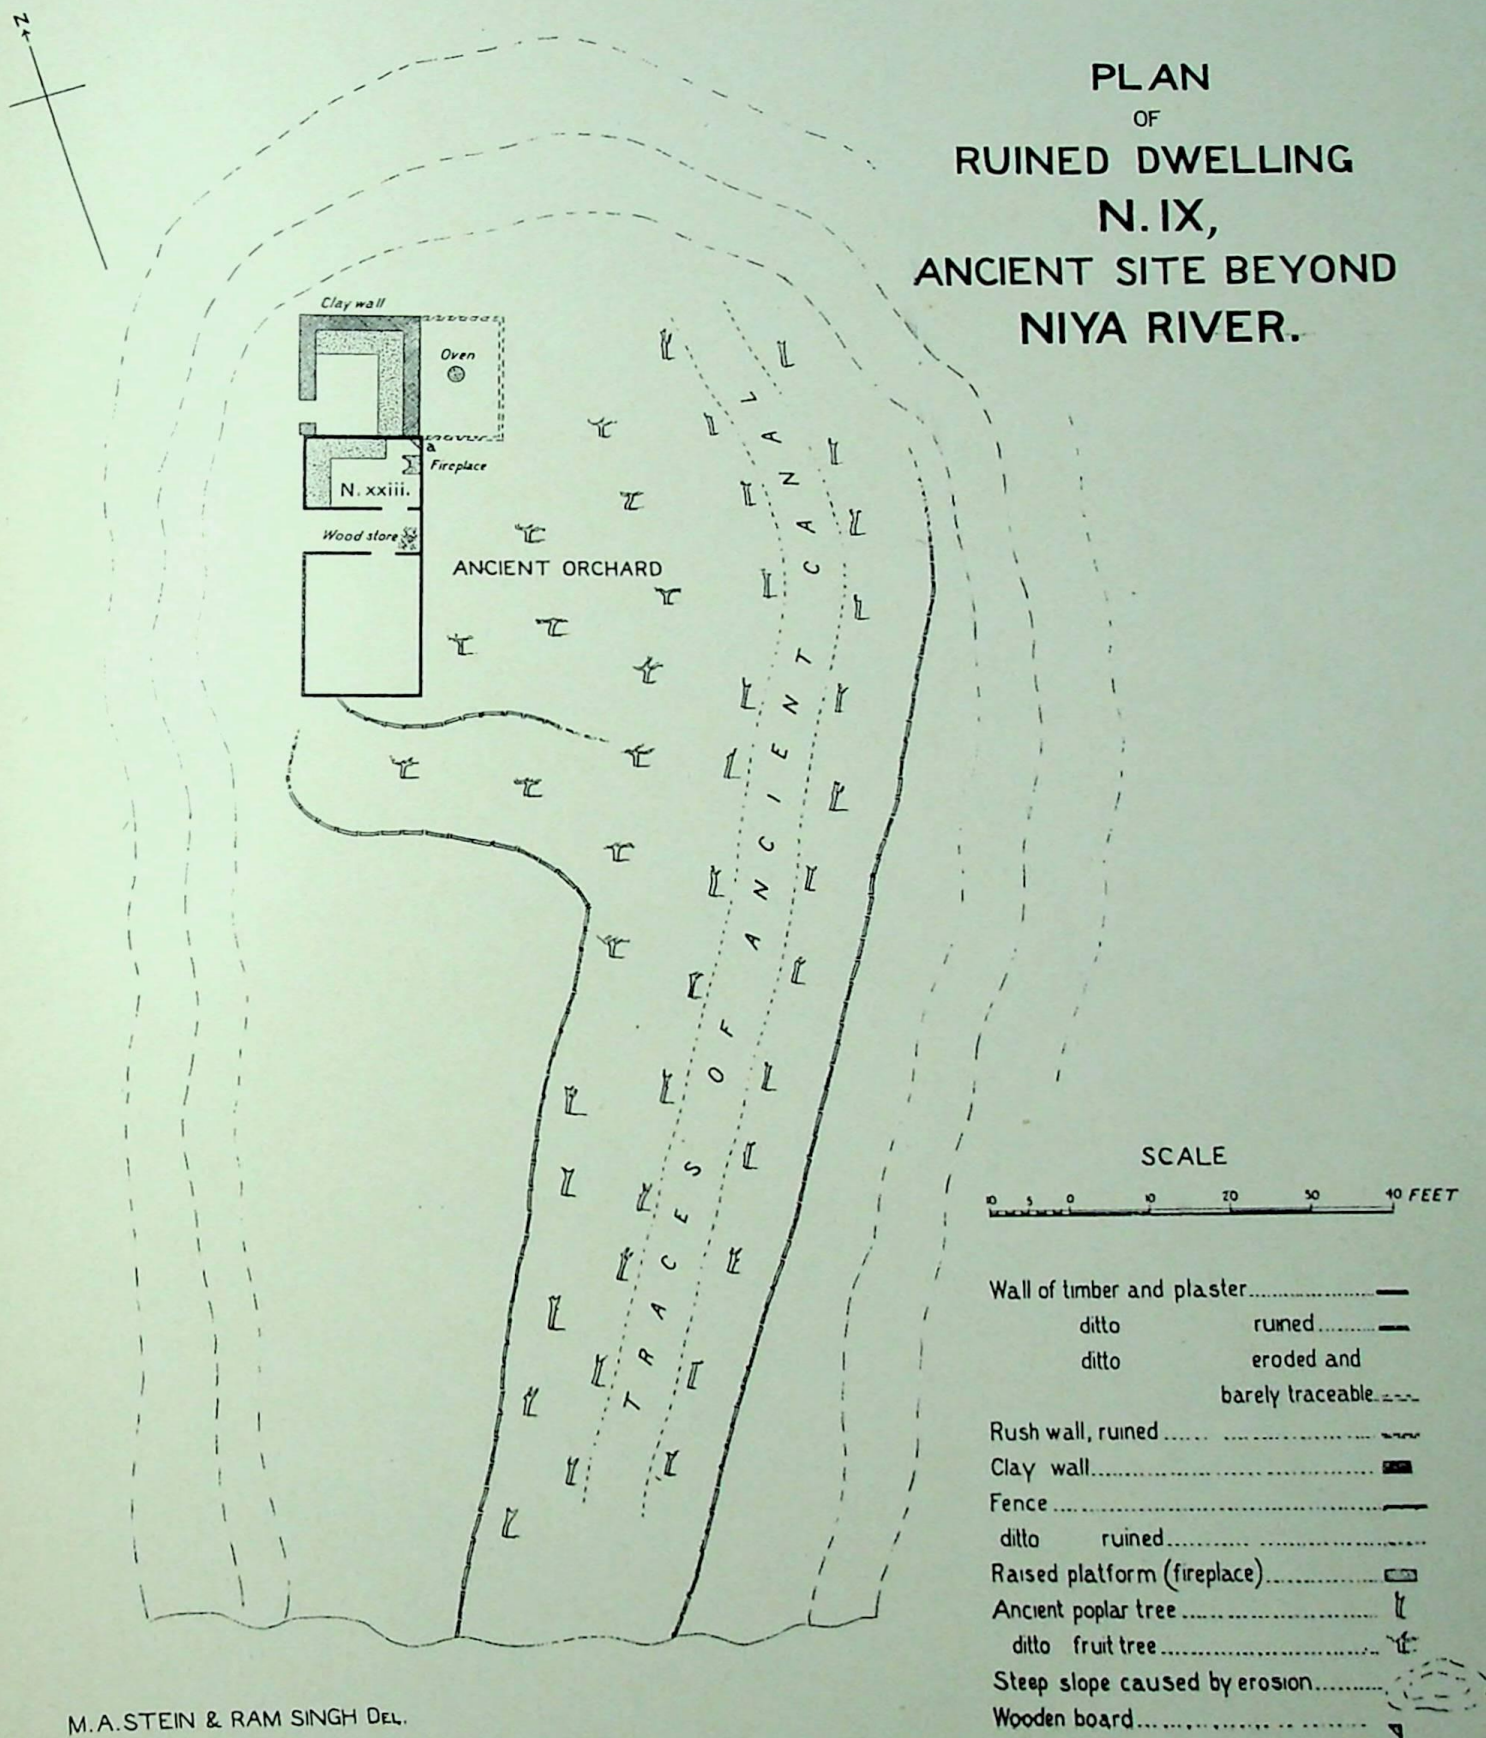 N
PLAN
OF
RUINED DWELLING
N. IX,
ANCIENT SITE BEYOND
NIYA RIVER.
Clay wall
Oven
a
Fireplace
N. xxiii.
Wood store
ANCIENT ORCHARD
TRACES OF ANCIENT CANAL
SCALE
10 5 0 10 20 30 40 FEET
Wall of timber and plaster
ditto ruined
ditto eroded and
barely traceable
Rush wall, ruined
Clay wall
Fence
ditto ruined
Raised platform (fireplace)
Ancient poplar tree
ditto fruit tree
Steep slope caused by erosion
Wooden board
M. A. STEIN & RAM SINGH DEL.